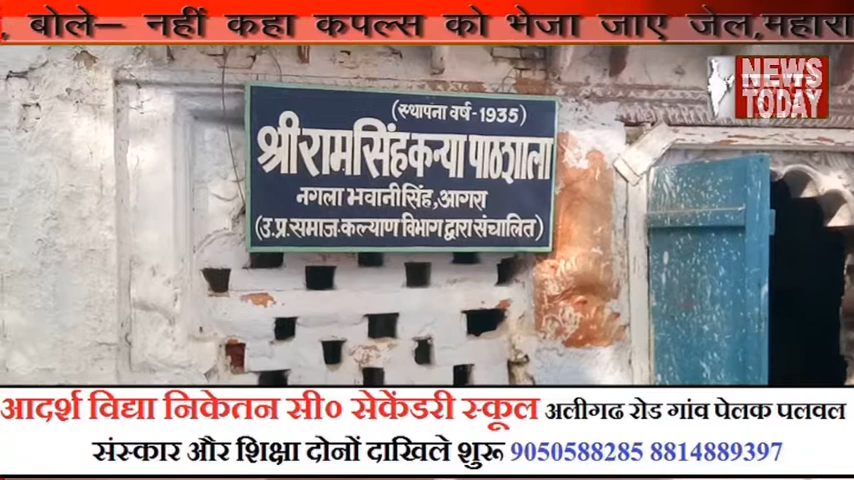 , बोले– नहीं कहा कपल्स को भेजा जाए जेल,महारा
NEWS
TODAY
(स्थापना वर्ष-1935)
श्री रामसिंह कन्या पाठशाला
नगला भवानी सिंह, आगरा
(उ.प्र. समाज-कल्याण विभाग द्वारा संचालित)
आदर्श विद्या निकेतन सी० सेकेंडरी स्कूल अलीगढ रोड गांव पेलक पलवल
संस्कार और शिक्षा दोनों दाखिले शुरू 9050588285 8814889397